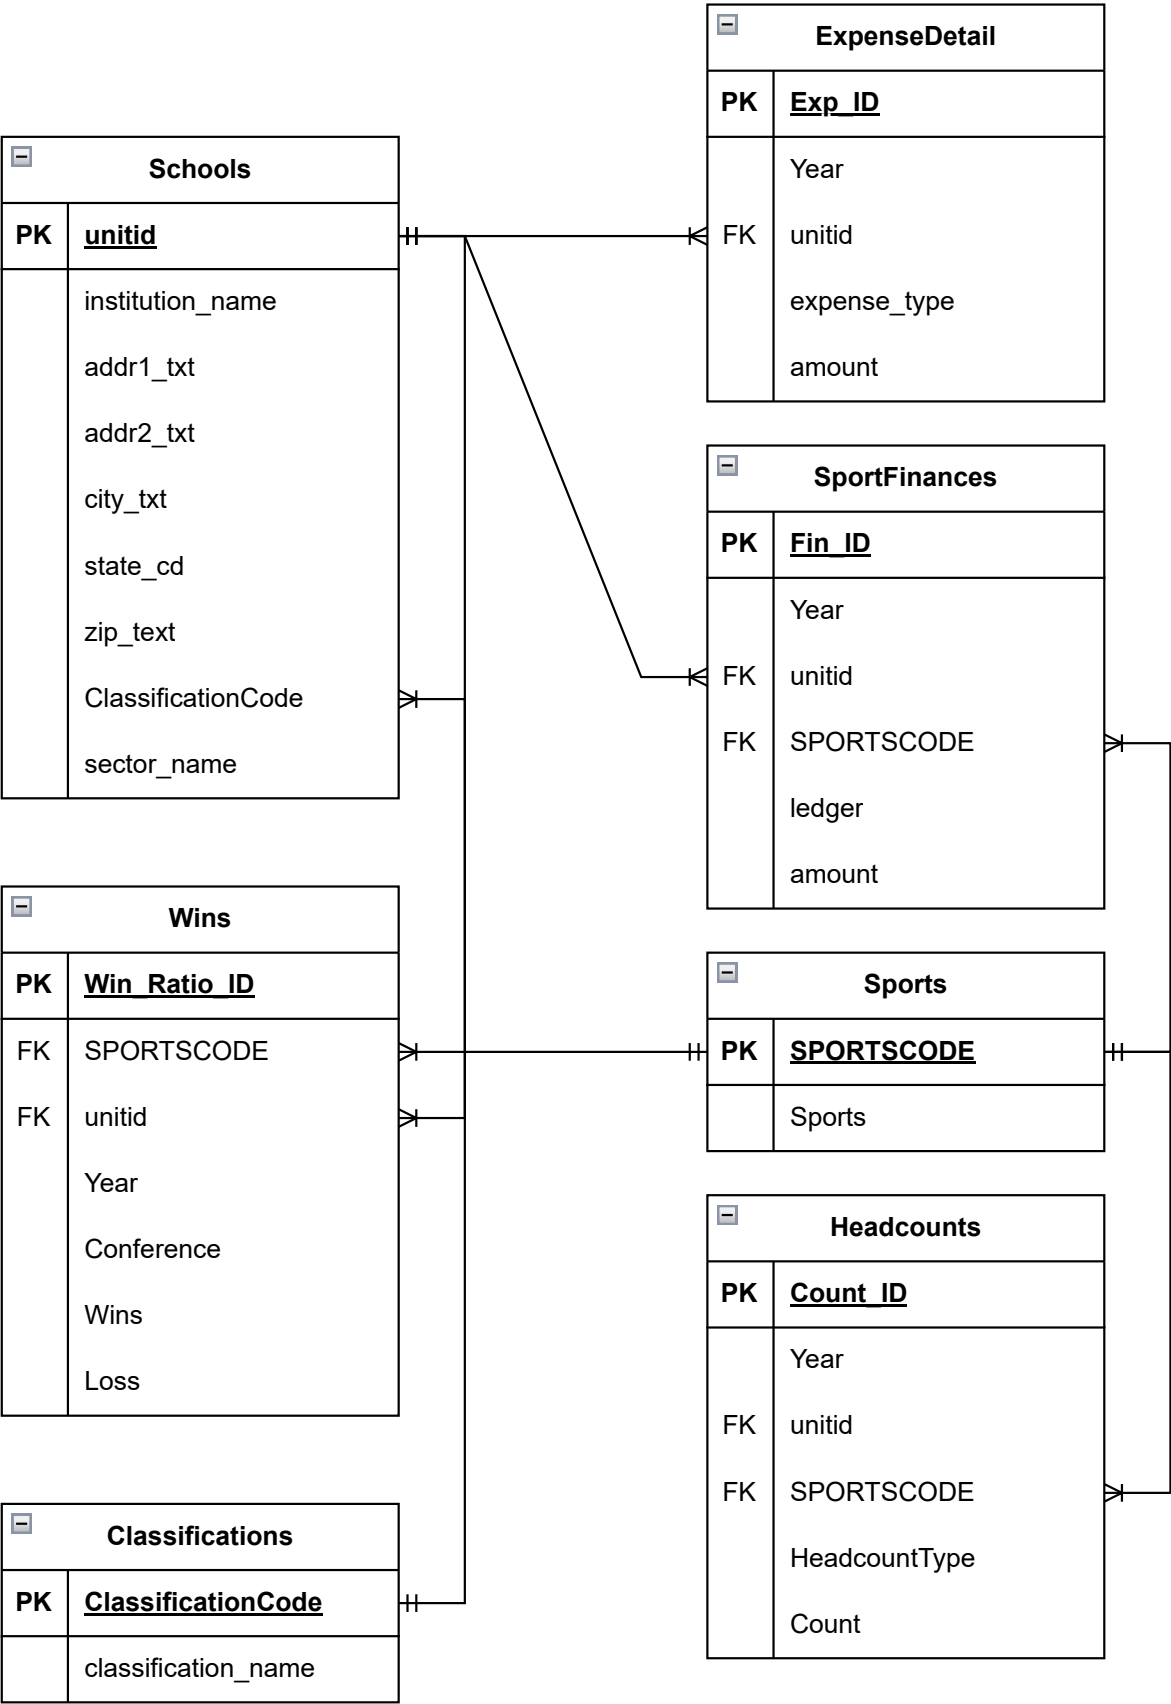 Schools
PK unitid
institution_name
addr1_txt
addr2_txt
city_txt
state_cd
zip_text
ClassificationCode
sector_name
Wins
PK Win_Ratio_ID
FK SPORTSCODE
FK unitid
Year
Conference
Wins
Loss
Classifications
PK ClassificationCode
classification_name
ExpenseDetail
PK Exp_ID
Year
FK unitid
expense_type
amount
SportFinances
PK Fin_ID
Year
FK unitid
FK SPORTSCODE
ledger
amount
Sports
PK SPORTSCODE
Sports
Headcounts
PK Count_ID
Year
FK unitid
FK SPORTSCODE
HeadcountType
Count